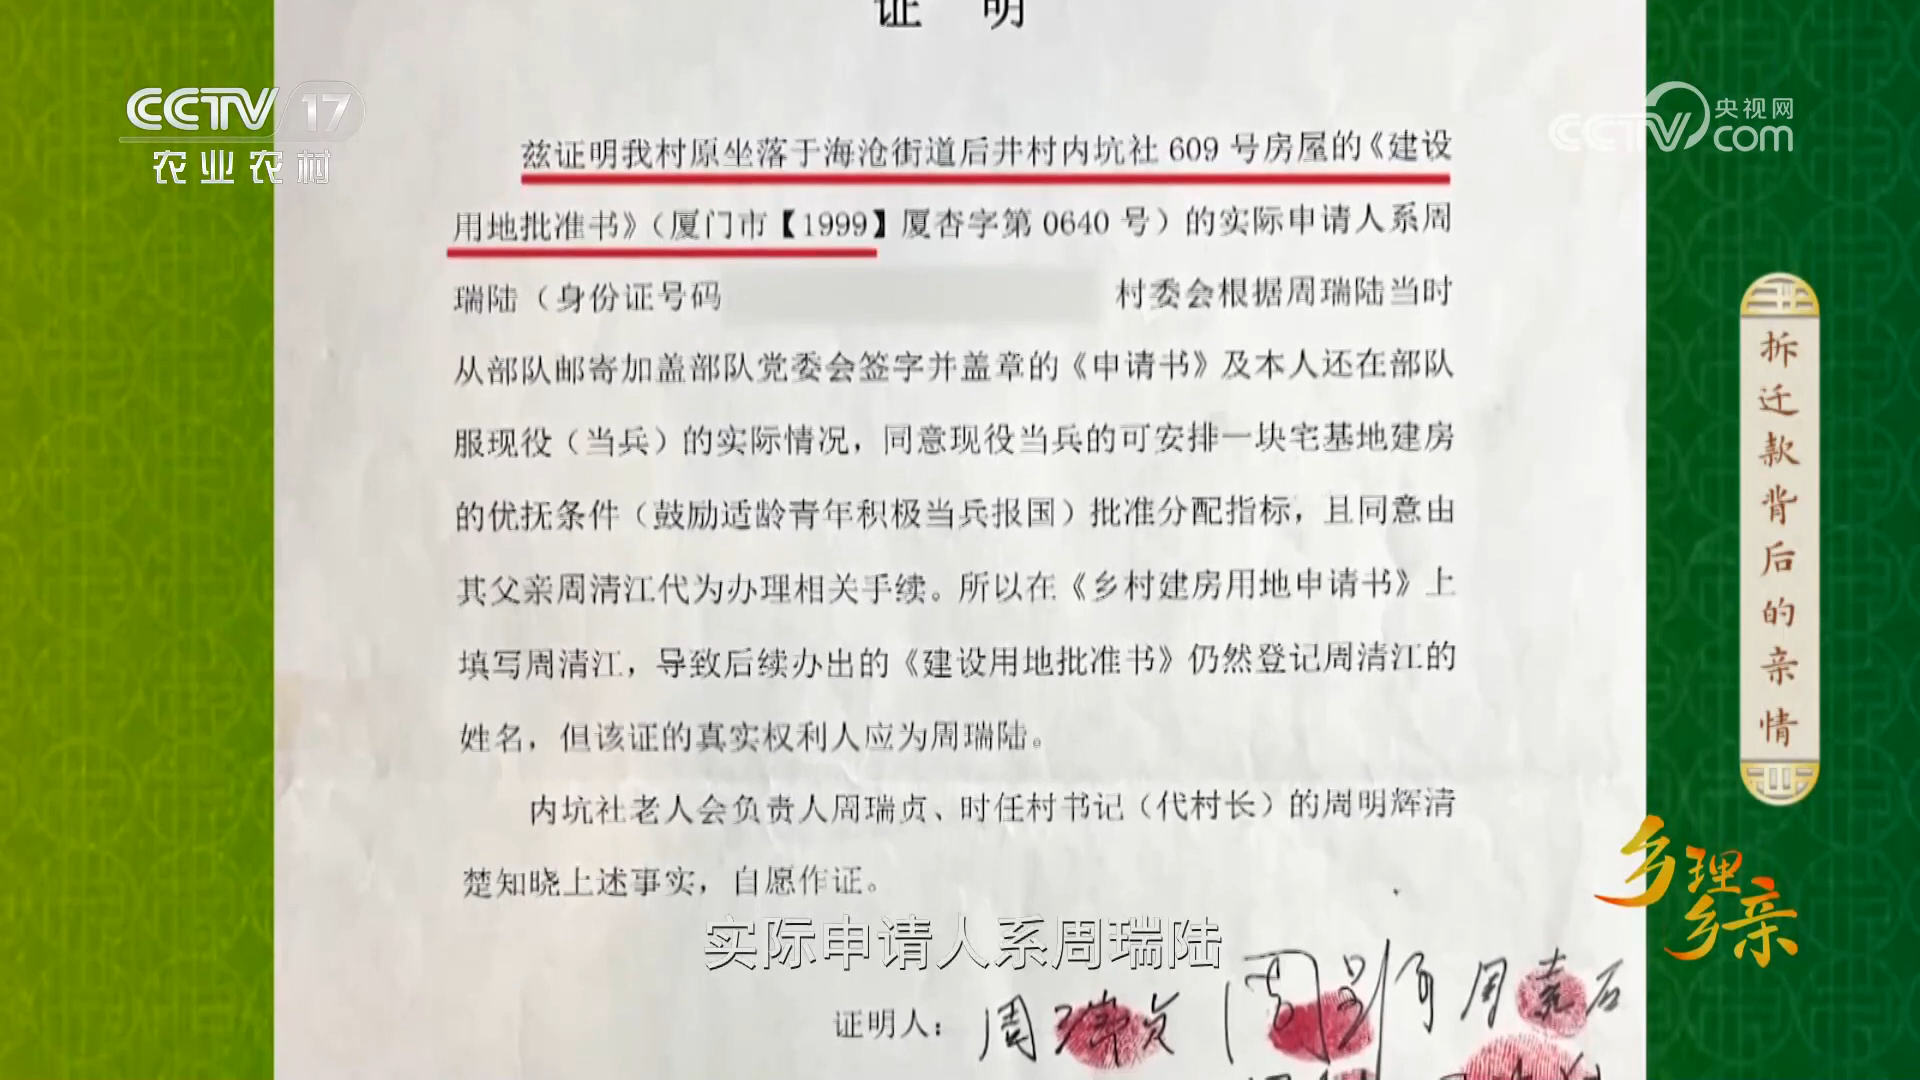 证 明
CCTV 17
农业农村
央视网
CCTV com
兹证明我村原坐落于海沧街道后井村内坑社 609 号房屋的《建设
用地批准书》（厦门市【1999】厦杏字第 0640 号）的实际申请人系周
瑞陆（身份证号码
村委会根据周瑞陆当时
从部队邮寄加盖部队党委会签字并盖章的《申请书》及本人还在部队
服现役（当兵）的实际情况，同意现役当兵的可安排一块宅基地建房
的优抚条件（鼓励适龄青年积极当兵报国）批准分配指标，且同意由
其父亲周清江代为办理相关手续。所以在《乡村建房用地申请书》上
填写周清江，导致后续办出的《建设用地批准书》仍然登记周清江的
姓名，但该证的真实权利人应为周瑞陆。
内坑社老人会负责人周瑞贞、时任村书记（代村长）的周明辉清
楚知晓上述事实，自愿作证。
实际申请人系周瑞陆
证明人：周瑞贞
拆迁款背后的亲情
乡理乡亲